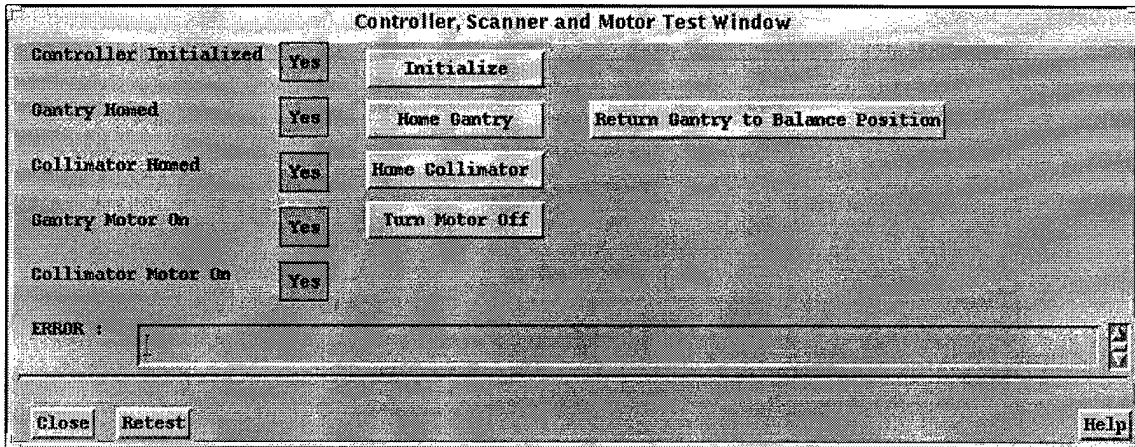 Controller, Scanner and Motor Test Window
Controller Initialized Yes Initialize
Gantry Homed Yes Home Gantry Return Gantry to Balance Position
Collimator Homed Yes Home Collimator
Gantry Motor On Yes Turn Motor Off
Collimator Motor On Yes
ERROR :
Close Retest Help